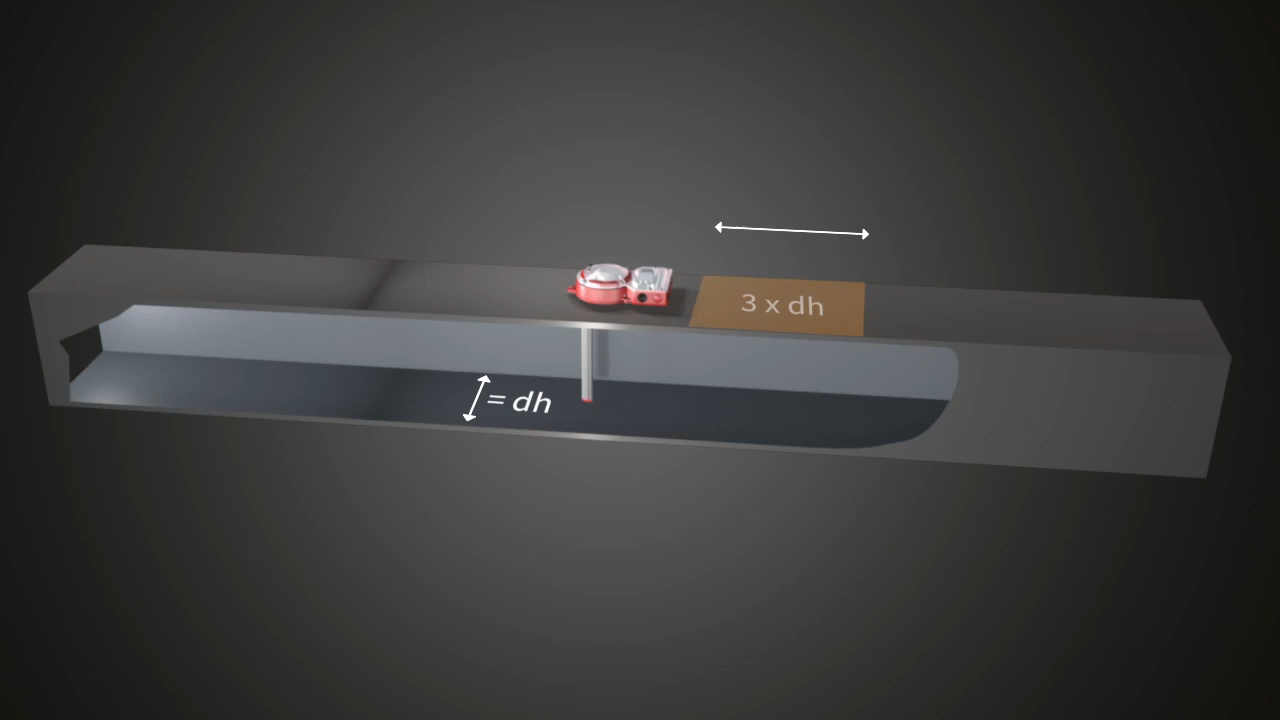 3 x dh
= dh